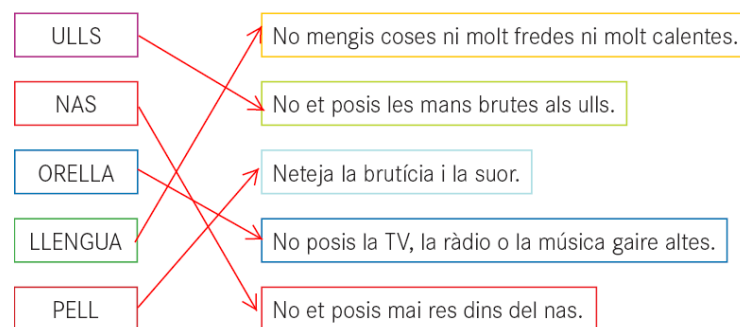 ULLS
No mengis coses ni molt fredes ni molt calentes.
NAS
No et posis les mans brutes als ulls.
ORELLA
Neteja la brutícia i la suor.
LLENGUA
No posis la TV, la ràdio o la música gaire altes.
PELL
No et posis mai res dins del nas.